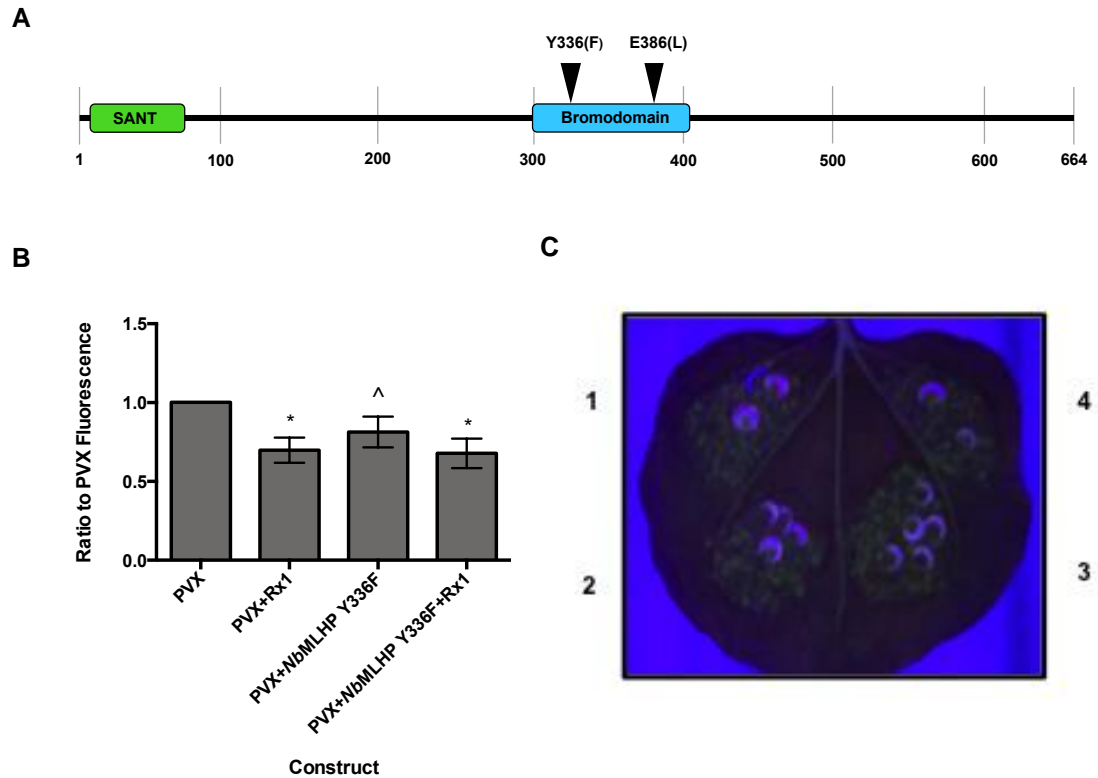 A
Y336(F) E386(L)
SANT Bromodomain
1 100 200 300 400 500 600 664
B
C
Ratio to PVX Fluorescence
1.5
1.0
0.5
0.0
* ^ *
PVX
PVX+Rx1
PVX+NbMLHP Y336F
PVX+NbMLHP Y336F+Rx1
Construct
1
4
2
3